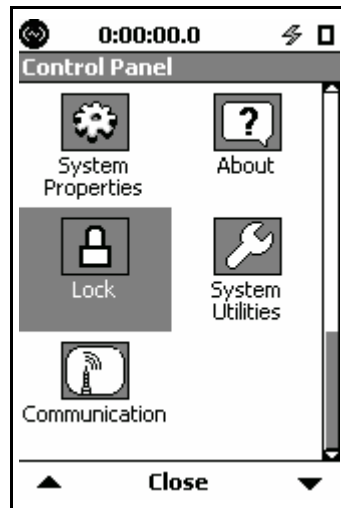 0:00:00.0
Control Panel
System
Properties
About
Lock
System
Utilities
Communication
Close